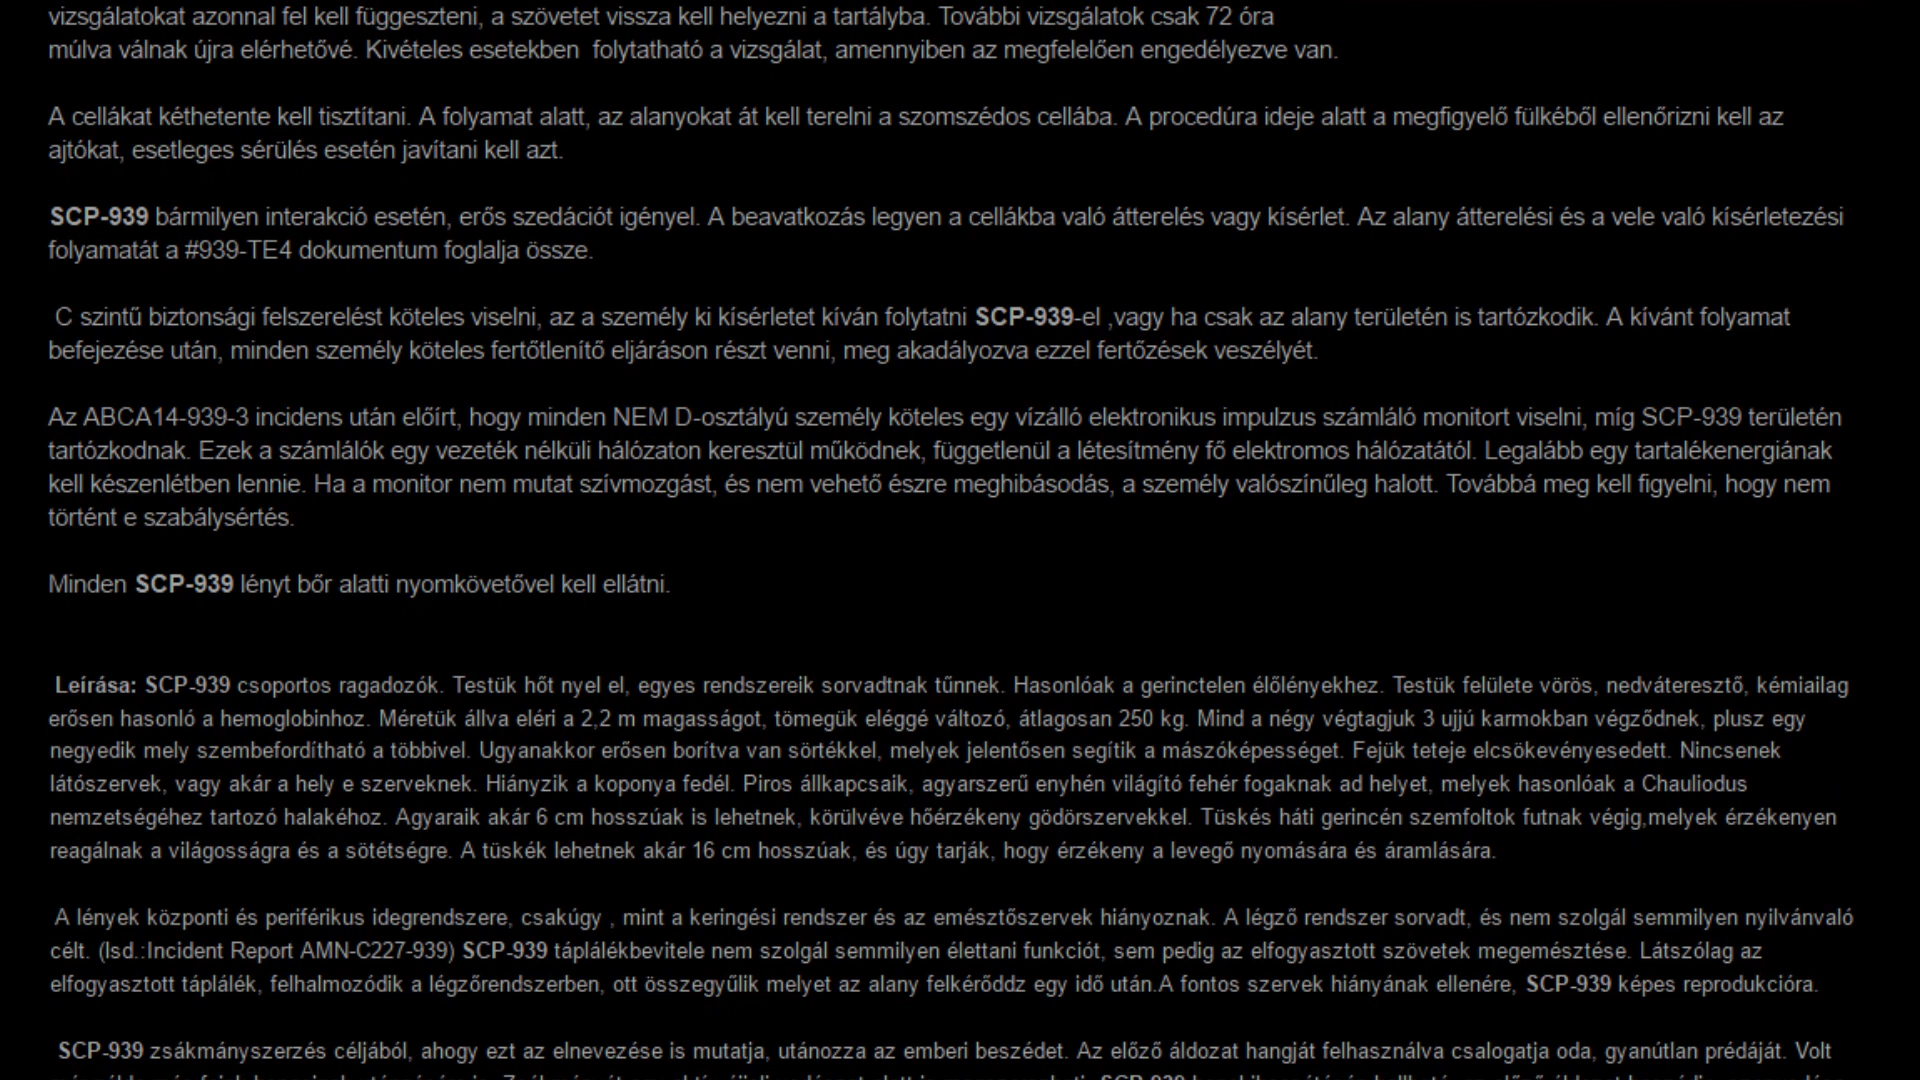 vizsgálatokat azonnal fel kell függeszteni, a szövetet vissza kell helyezni a tartályba. További vizsgálatok csak 72 óra
múlva válnak újra elérhetővé. Kivételes esetekben  folytatható a vizsgálat, amennyiben az megfelelően engedélyezve van.
A cellákat kéthetente kell tisztítani. A folyamat alatt, az alanyokat át kell terelni a szomszédos cellába. A procedúra ideje alatt a megfigyelő fülkéből ellenőrizni kell az
ajtókat, esetleges sérülés esetén javítani kell azt.
SCP-939 bármilyen interakció esetén, erős szedációt igényel. A beavatkozás legyen a cellákba való átterelés vagy kísérlet. Az alany átterelési és a vele való kísérletezési
folyamatát a #939-TE4 dokumentum foglalja össze.
C szintű biztonsági felszerelést köteles viselni, az a személy ki kísérletet kíván folytatni SCP-939-el ,vagy ha csak az alany területén is tartózkodik. A kívánt folyamat
befejezése után, minden személy köteles fertőtlenítő eljáráson részt venni, meg akadályozva ezzel fertőzések veszélyét.
Az ABCA14-939-3 incidens után előírt, hogy minden NEM D-osztályú személy köteles egy vízálló elektronikus impulzus számláló monitort viselni, míg SCP-939 területén
tartózkodnak. Ezek a számlálók egy vezeték nélküli hálózaton keresztül működnek, függetlenül a létesítmény fő elektromos hálózatától. Legalább egy tartalékenergiának
kell készenlétben lennie. Ha a monitor nem mutat szívmozgást, és nem vehető észre meghibásodás, a személy valószínűleg halott. Továbbá meg kell figyelni, hogy nem
történt e szabálysértés.
Minden SCP-939 lényt bőr alatti nyomkövetővel kell ellátni.
Leírása: SCP-939 csoportos ragadozók. Testük hőt nyel el, egyes rendszereik sorvadtnak tűnnek. Hasonlóak a gerinctelen élőlényekhez. Testük felülete vörös, nedváteresztő, kémiailag
erősen hasonló a hemoglobinhoz. Méretük állva eléri a 2,2 m magasságot, tömegük eléggé változó, átlagosan 250 kg. Mind a négy végtagjuk 3 ujjú karmokban végződnek, plusz egy
negyedik mely szembefordítható a többivel. Ugyanakkor erősen borítva van sörtékkel, melyek jelentősen segítik a mászóképességet. Fejük teteje elcsökevényesedett. Nincsenek
látószervek, vagy akár a hely e szerveknek. Hiányzik a koponya fedél. Piros állkapcsaik, agyarszerű enyhén világító fehér fogaknak ad helyet, melyek hasonlóak a Chauliodus
nemzetségéhez tartozó halakéhoz. Agyaraik akár 6 cm hosszúak is lehetnek, körülvéve hőérzékeny gödörszervekkel. Tüskés háti gerincén szemfoltok futnak végig,melyek érzékenyen
reagálnak a világosságra és a sötétségre. A tüskék lehetnek akár 16 cm hosszúak, és úgy tarják, hogy érzékeny a levegő nyomására és áramlására.
A lények központi és periférikus idegrendszere, csakúgy , mint a keringési rendszer és az emésztőszervek hiányoznak. A légző rendszer sorvadt, és nem szolgál semmilyen nyilvánvaló
célt. (lsd.:Incident Report AMN-C227-939) SCP-939 táplálékbevitele nem szolgál semmilyen élettani funkciót, sem pedig az elfogyasztott szövetek megemésztése. Látszólag az
elfogyasztott táplálék, felhalmozódik a légzőrendszerben, ott összegyűlik melyet az alany felkérőddz egy idő után.A fontos szervek hiányának ellenére, SCP-939 képes reprodukcióra.
SCP-939 zsákmányszerzés céljából, ahogy ezt az elnevezése is mutatja, utánozza az emberi beszédet. Az előző áldozat hangját felhasználva csalogatja oda, gyanútlan prédáját. Volt